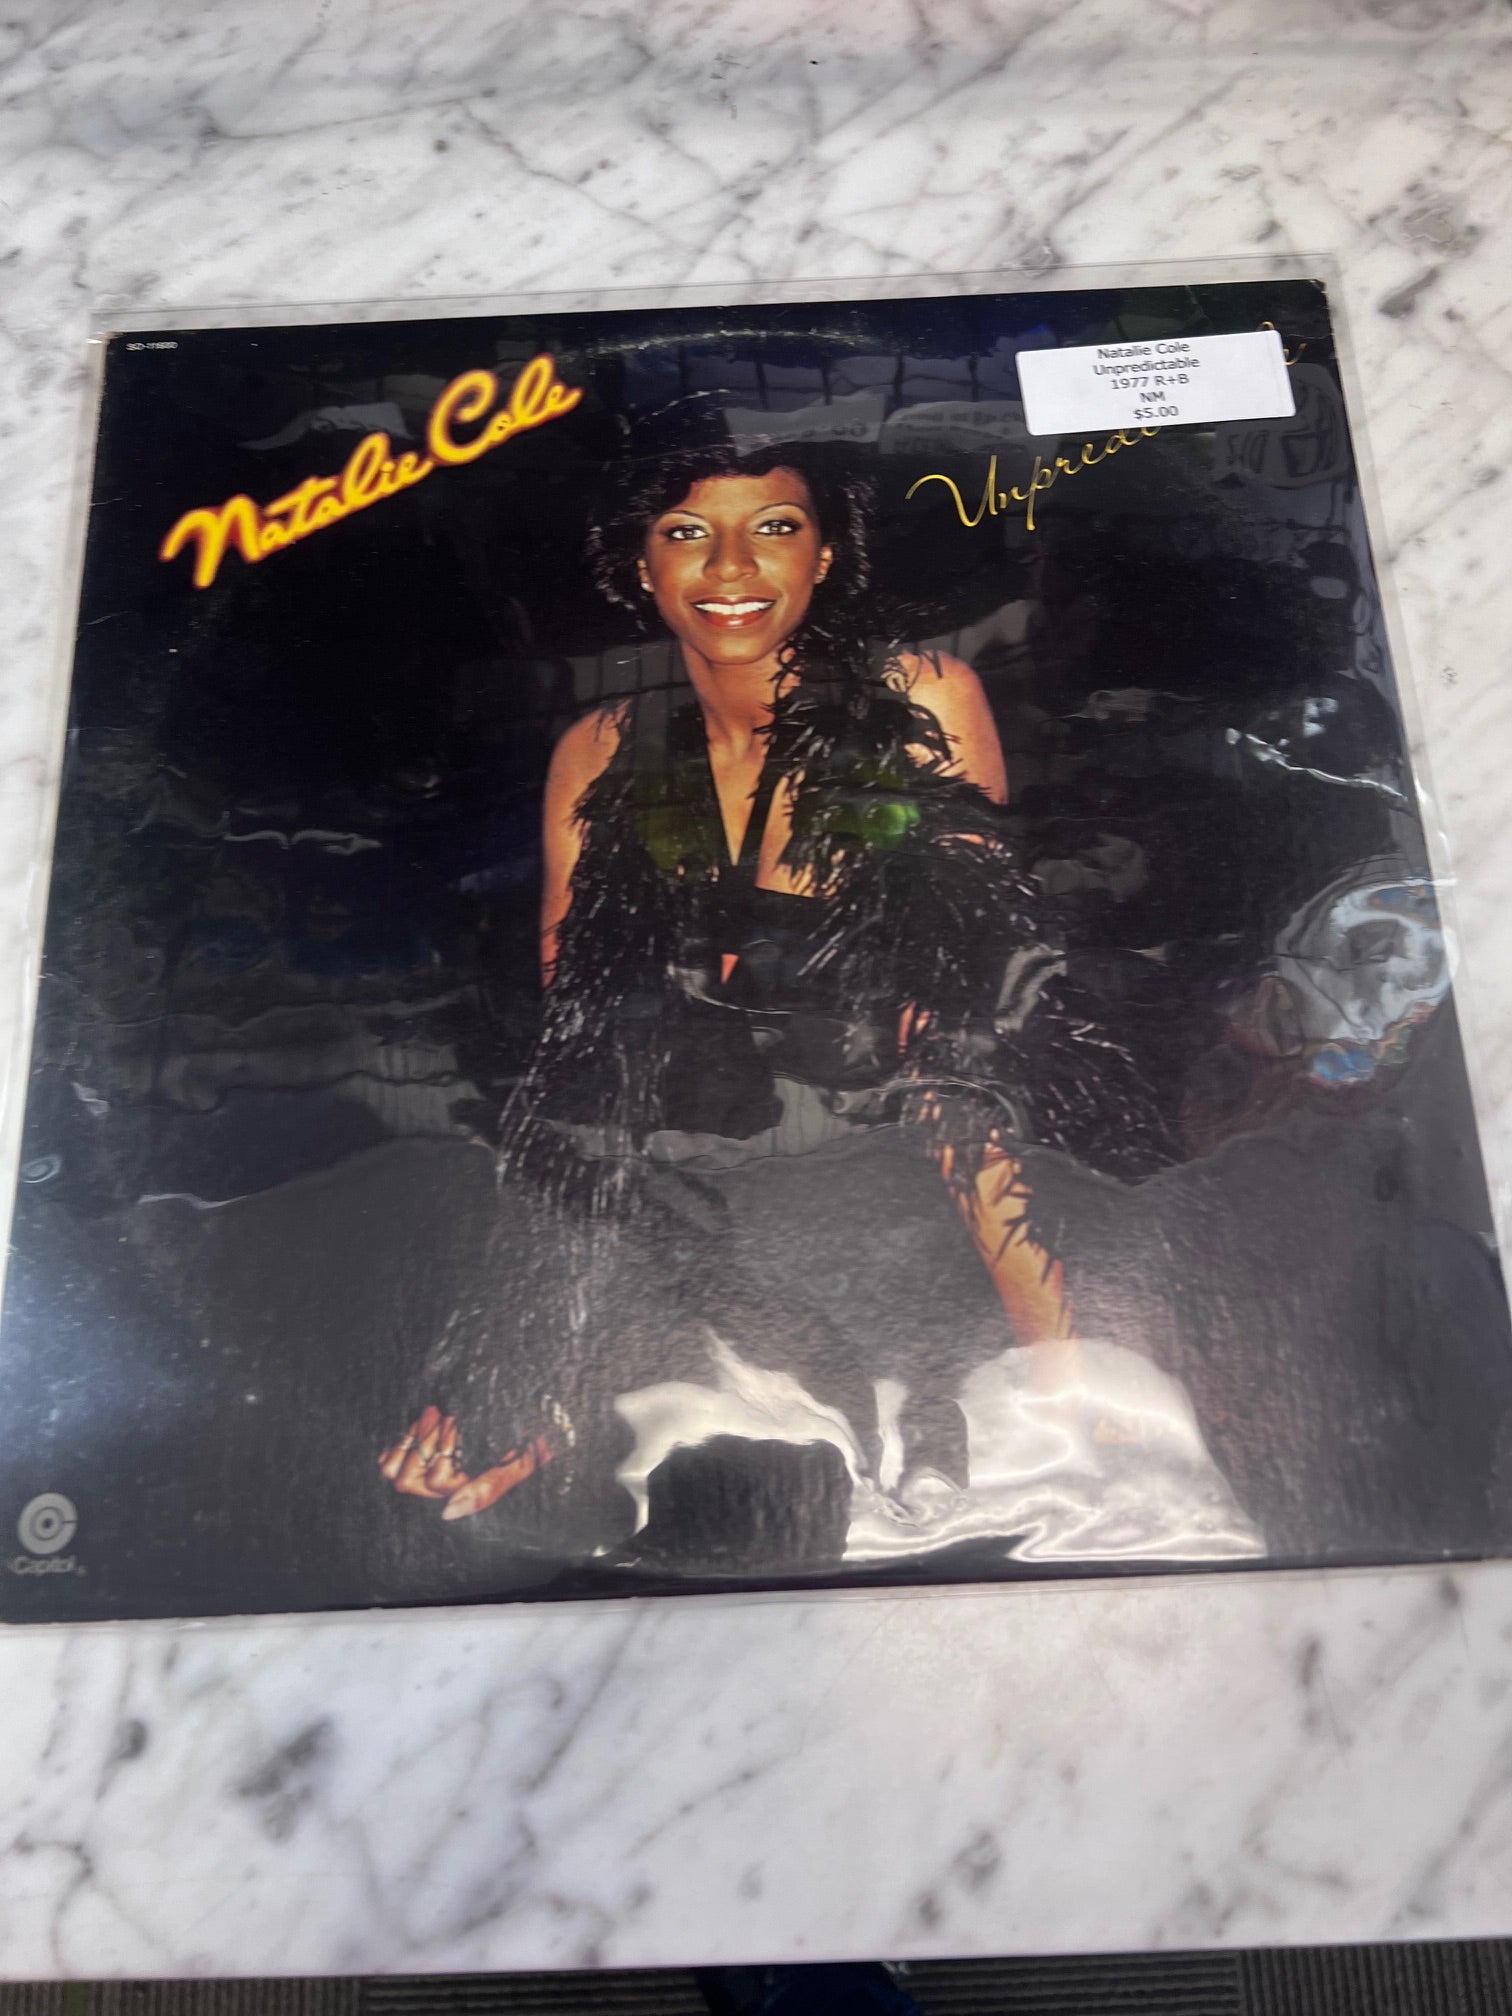 Natalie Cole
Natalie Cole
Unpredictable
1977 R+B
NM
$5.00
Capitol